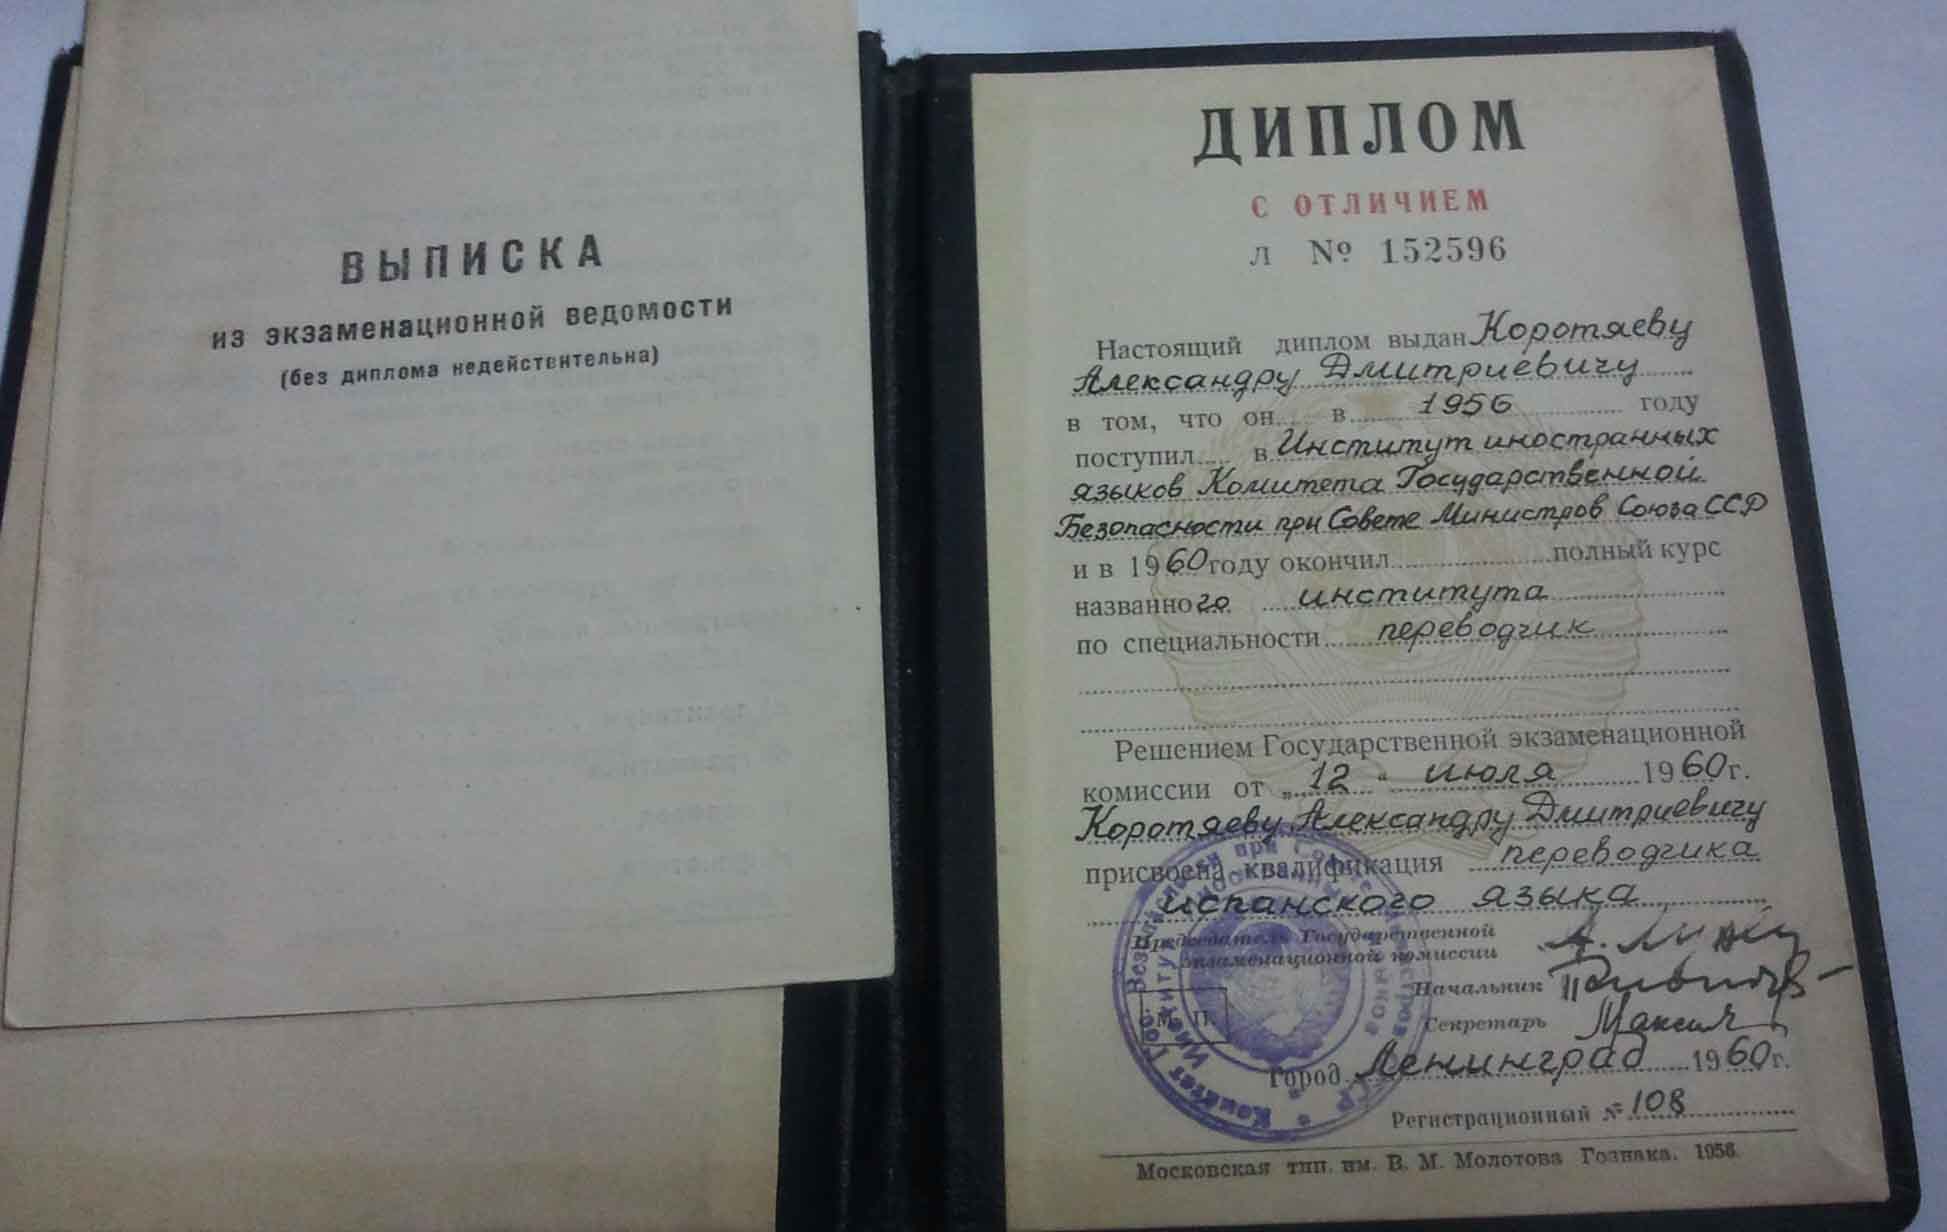 ВЫПИСКА
из экзаменационной ведомости
(без диплома недействительна)
ДИПЛОМ
С ОТЛИЧИЕМ
Л № 152596
Настоящий диплом выдан Коротяеву
Александру Дмитриевичу
в том, что он в 1956 году
поступил в Институт иностранных
языков Комитета Государственной
Безопасности при Совете Министров Союза ССР
и в 1960 году окончил полный курс
названного института
по специальности переводчик
Решением Государственной экзаменационной
комиссии от „12" июля 1960 г.
Коротяеву Александру Дмитриевичу
присвоена квалификация переводчика
испанского языка
Председатель Государственной
экзаменационной комиссии
Начальник
Секретарь
М. П.
Город Ленинград 1960 г.
Регистрационный № 108
Московская тип. им. В. М. Молотова Гознака. 1956.